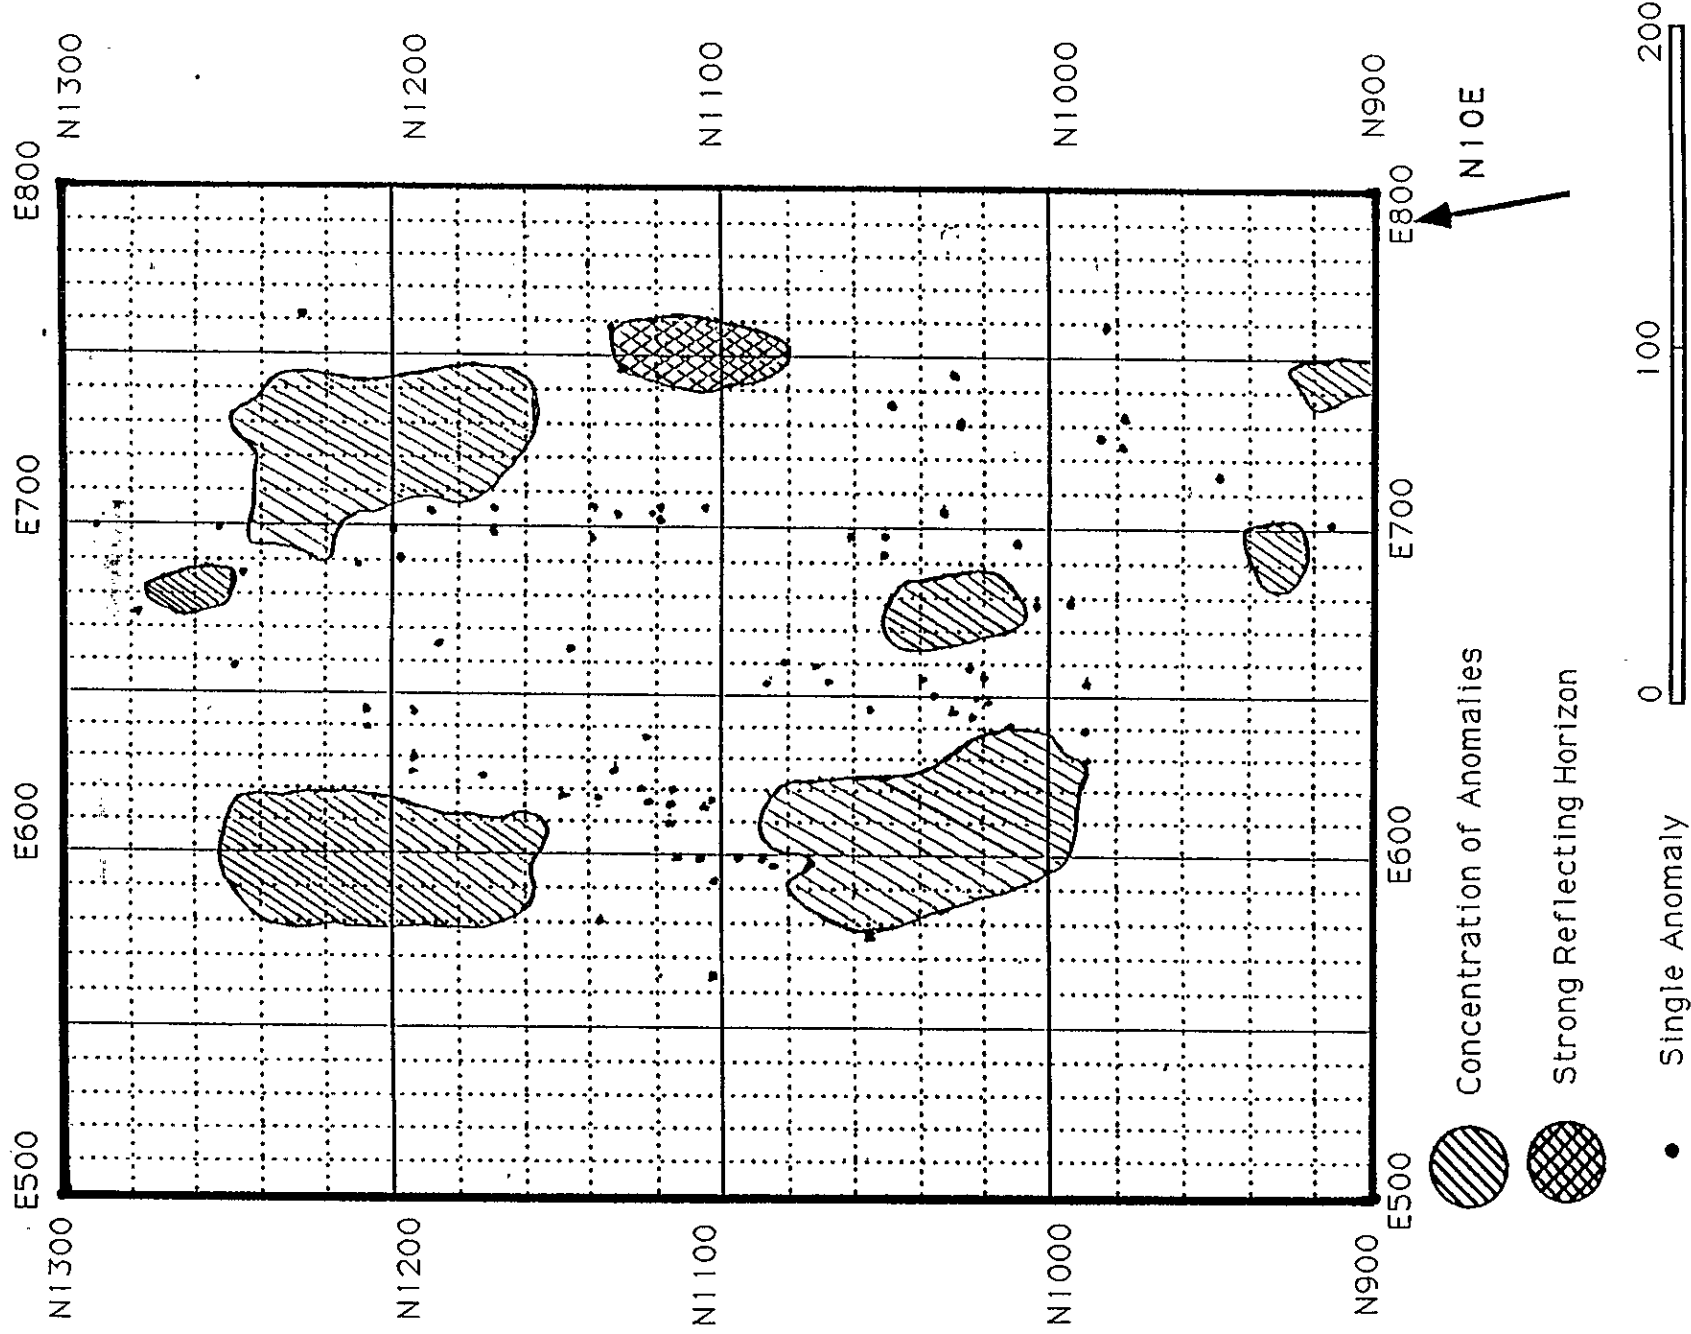 N1300
N1200
N1100
N1000
N900
E800
E700
E600
E500
E800
E700
E600
E500
N1300
N1200
N1100
N1000
N900
N10E
Concentration of Anomalies
Strong Reflecting Horizon
Single Anomaly
0
100
200